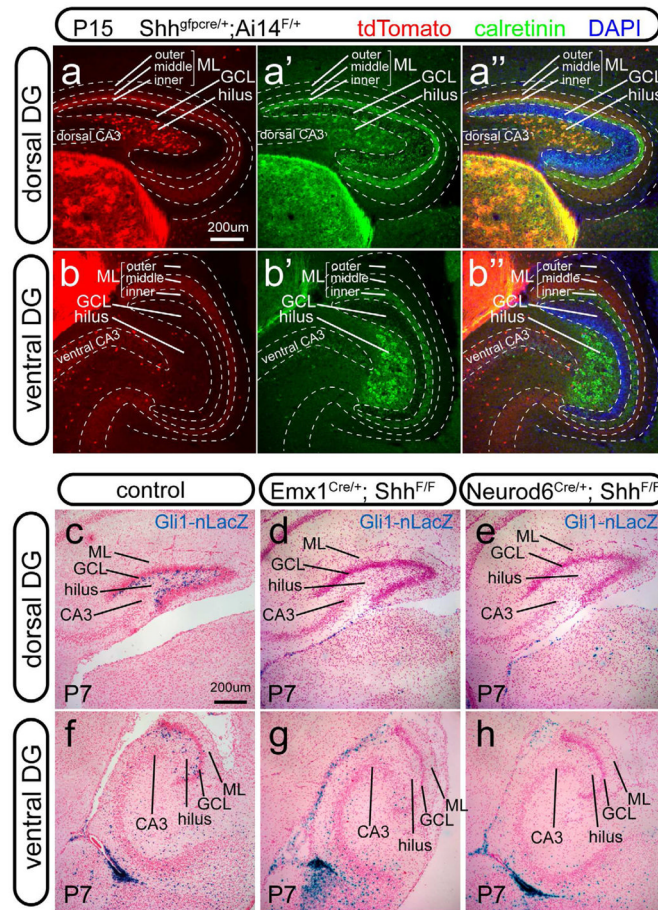 P15 Shh^gfpcre/+;Ai14^F/+ tdTomato calretinin DAPI
dorsal DG
a
outer
middle
inner
ML
GCL
hilus
dorsal CA3
200um
a'
outer
middle
inner
ML
GCL
hilus
dorsal CA3
a''
outer
middle
inner
ML
GCL
hilus
dorsal CA3
ventral DG
b
ML
outer
middle
inner
GCL
hilus
ventral CA3
b'
ML
outer
middle
inner
GCL
hilus
ventral CA3
b''
ML
outer
middle
inner
GCL
hilus
ventral CA3
control
Emx1^Cre/+; Shh^F/F
Neurod6^Cre/+; Shh^F/F
dorsal DG
c
Gli1-nLacZ
ML
GCL
hilus
CA3
P7
200um
d
Gli1-nLacZ
ML
GCL
hilus
CA3
e
Gli1-nLacZ
ML
GCL
hilus
CA3
ventral DG
f
CA3
hilus
GCL
ML
P7
g
CA3
hilus
GCL
ML
P7
h
CA3
hilus
GCL
ML
P7